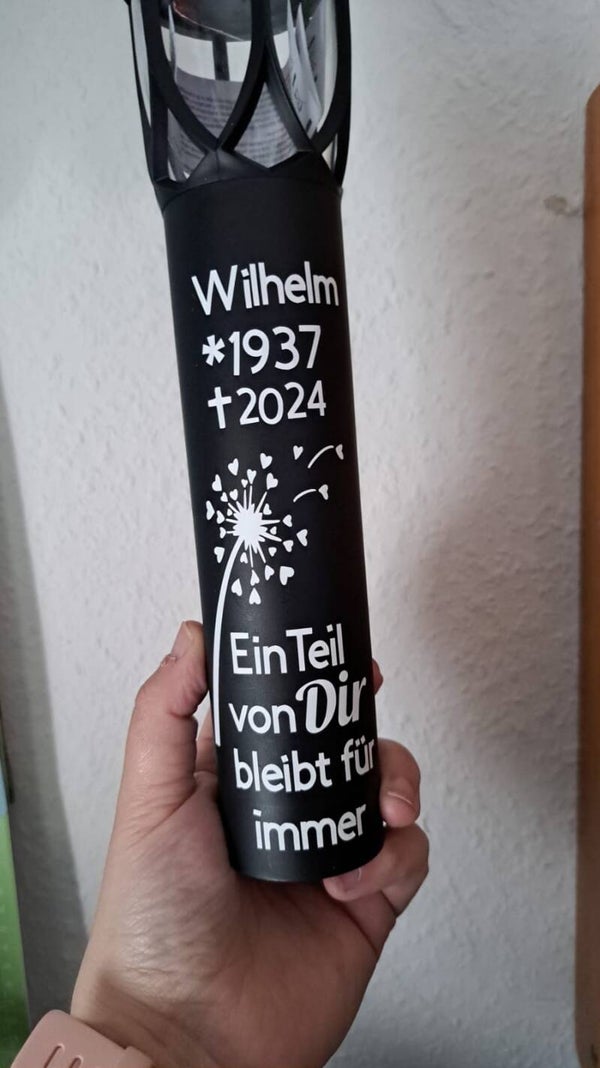 Wilhelm
*1937
†2024
Ein Teil
von Dir
bleibt für
immer